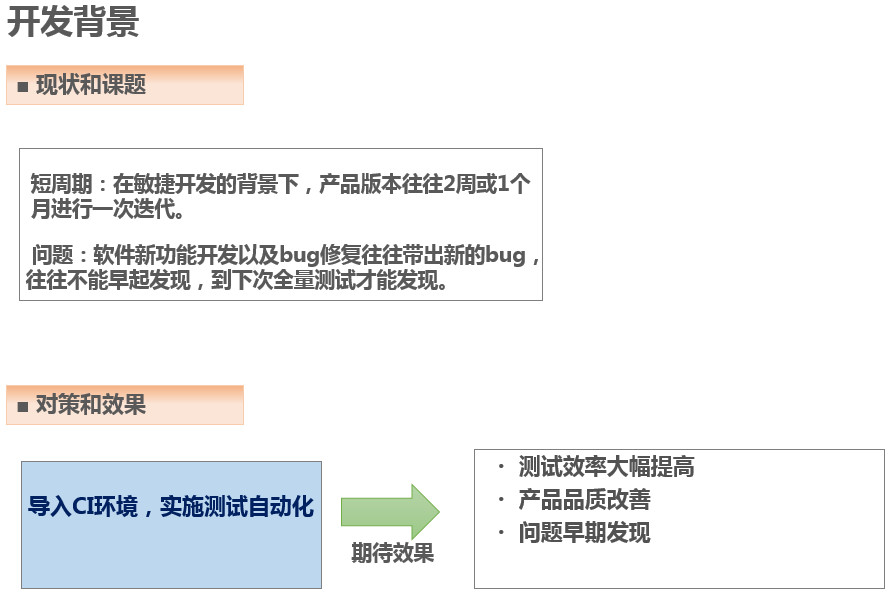 开发背景
■ 现状和课题
短周期：在敏捷开发的背景下，产品版本往往2周或1个
月进行一次迭代。
问题：软件新功能开发以及bug修复往往带出新的bug，
往往不能早起发现，到下次全量测试才能发现。
■ 对策和效果
导入CI环境，实施测试自动化
期待效果
· 测试效率大幅提高
· 产品品质改善
· 问题早期发现